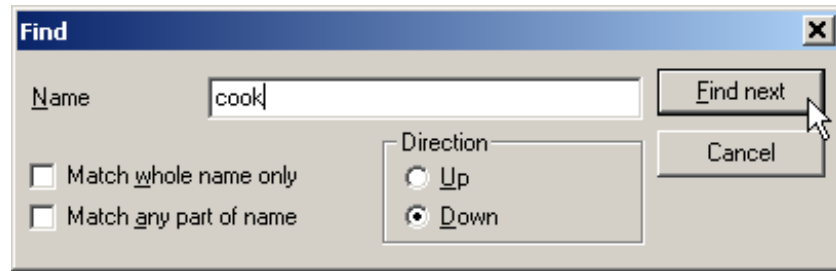 Find
Name cook Find next
Direction Cancel
Match whole name only Up
Match any part of name Down